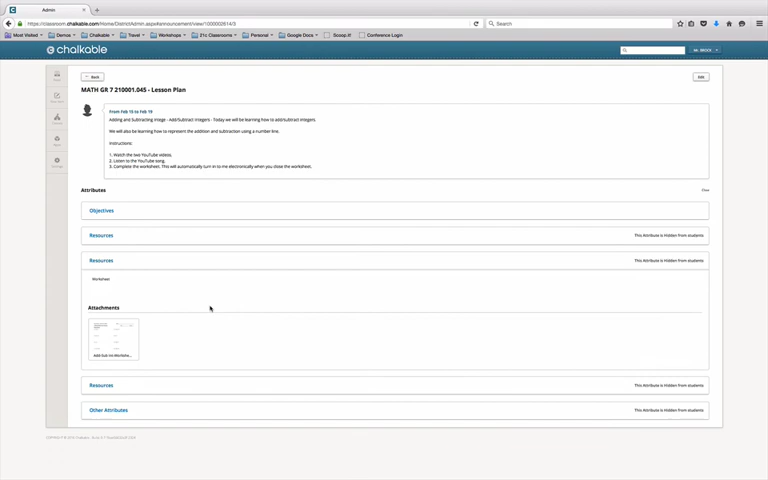 Admin
https://classroom.chalkable.com/Home/DistrictAdmin.aspx#announcement/view/1000002614/3
Search
Most Visited
Demos
Chalkable
Travel
Workshops
21c Classrooms
Personal
Google Docs
Scoop.It!
Conference Login
chalkable
MR. BROCK
Back
Edit
MATH GR 7 210001.045 - Lesson Plan
From Feb 16 to Feb 19
Adding and Subtracting Intege - Add/Subtract Integers - Today we will be learning how to add/subtract integers.
We will also be learning how to represent the addition and subtraction using a number line.
Instructions:
1. Watch the two YouTube videos.
2. Listen to the YouTube song.
3. Complete the worksheet. This will automatically turn in to me electronically when you close the worksheet.
Attributes
Objectives
Resources
This Attribute is Hidden from students
Resources
This Attribute is Hidden from students
Worksheet
Attachments
Add-Sub-Int-Workshe...
Resources
This Attribute is Hidden from students
Other Attributes
This Attribute is Hidden from students